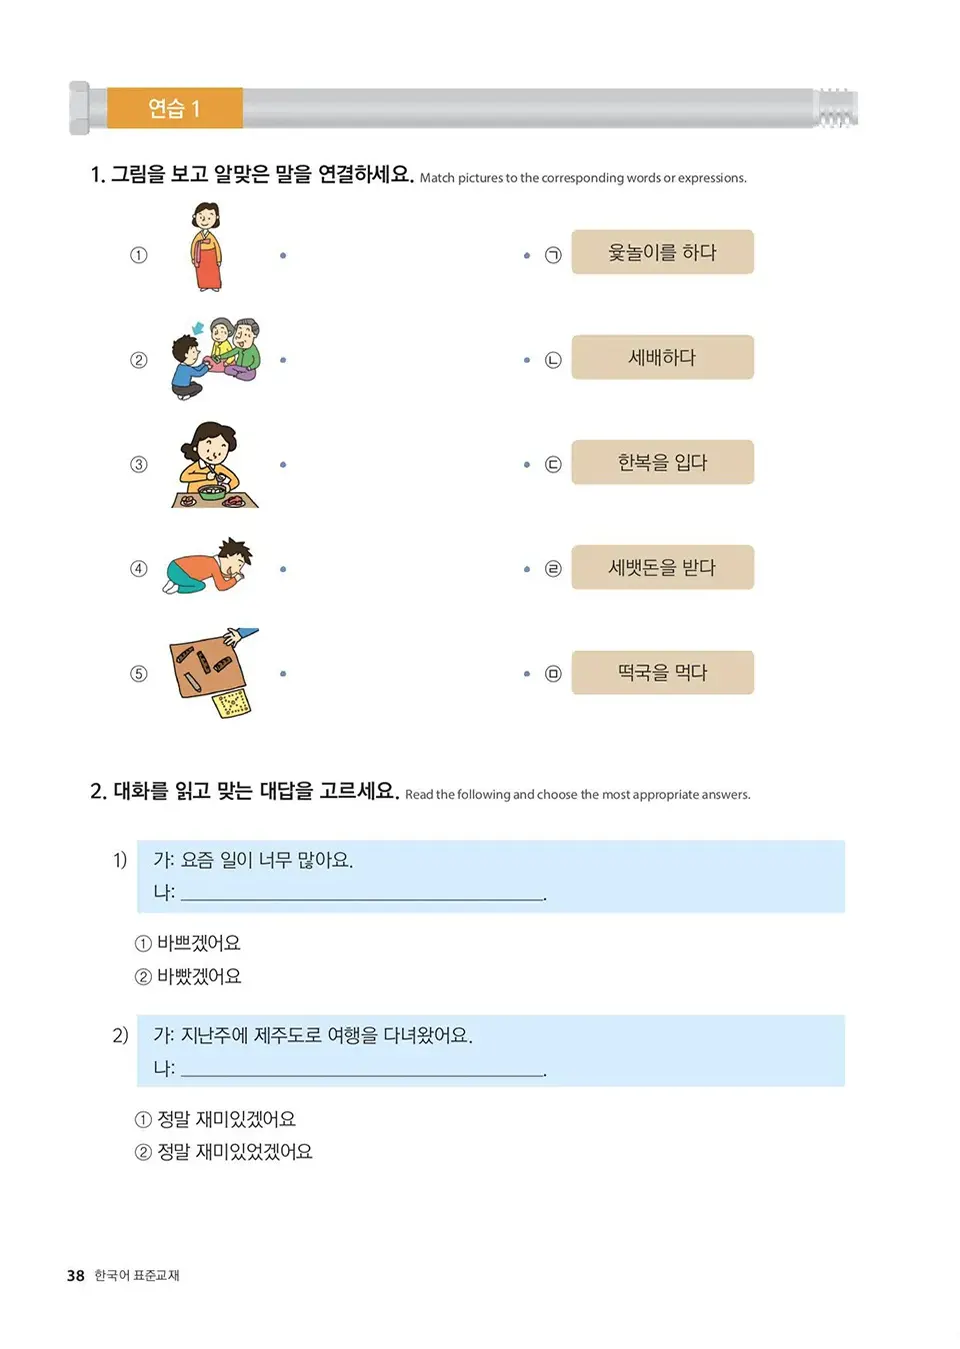 연습 1
1. 그림을 보고 알맞은 말을 연결하세요. Match pictures to the corresponding words or expressions.
① ㉠ 윷놀이를 하다
② ㉡ 세배하다
③ ㉢ 한복을 입다
④ ㉣ 세뱃돈을 받다
⑤ ㉤ 떡국을 먹다
2. 대화를 읽고 맞는 대답을 고르세요. Read the following and choose the most appropriate answers.
1) 가: 요즘 일이 너무 많아요.
나: ______________________________.
① 바쁘겠어요
② 바빴겠어요
2) 가: 지난주에 제주도로 여행을 다녀왔어요.
나: ______________________________.
① 정말 재미있겠어요
② 정말 재미있었겠어요
38 한국어 표준교재